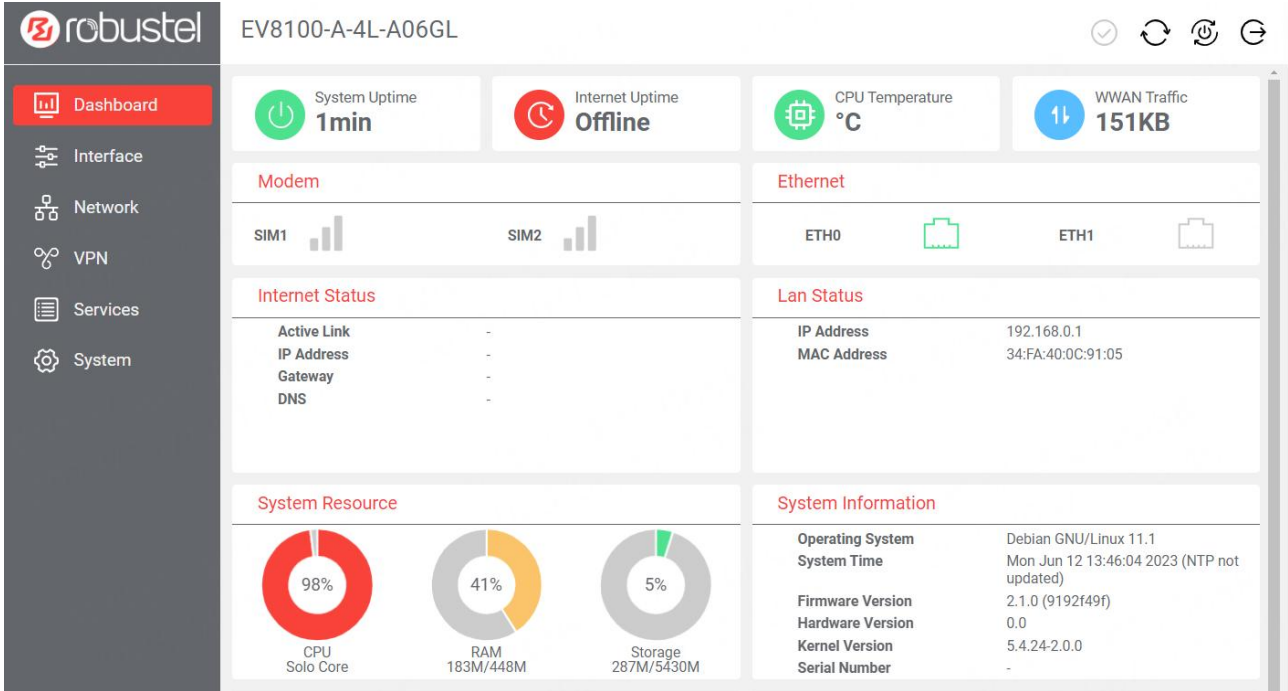 robustel
EV8100-A-4L-A06GL
Dashboard
Interface
Network
VPN
Services
System
System Uptime
1min
Internet Uptime
Offline
CPU Temperature
°C
WWAN Traffic
151KB
Modem
SIM1
SIM2
Ethernet
ETH0
ETH1
Internet Status
Active Link -
IP Address -
Gateway -
DNS -
Lan Status
IP Address 192.168.0.1
MAC Address 34:FA:40:0C:91:05
System Resource
98%
CPU
Solo Core
41%
RAM
183M/448M
5%
Storage
287M/5430M
System Information
Operating System Debian GNU/Linux 11.1
System Time Mon Jun 12 13:46:04 2023 (NTP not
updated)
Firmware Version 2.1.0 (9192f49f)
Hardware Version 0.0
Kernel Version 5.4.24-2.0.0
Serial Number -